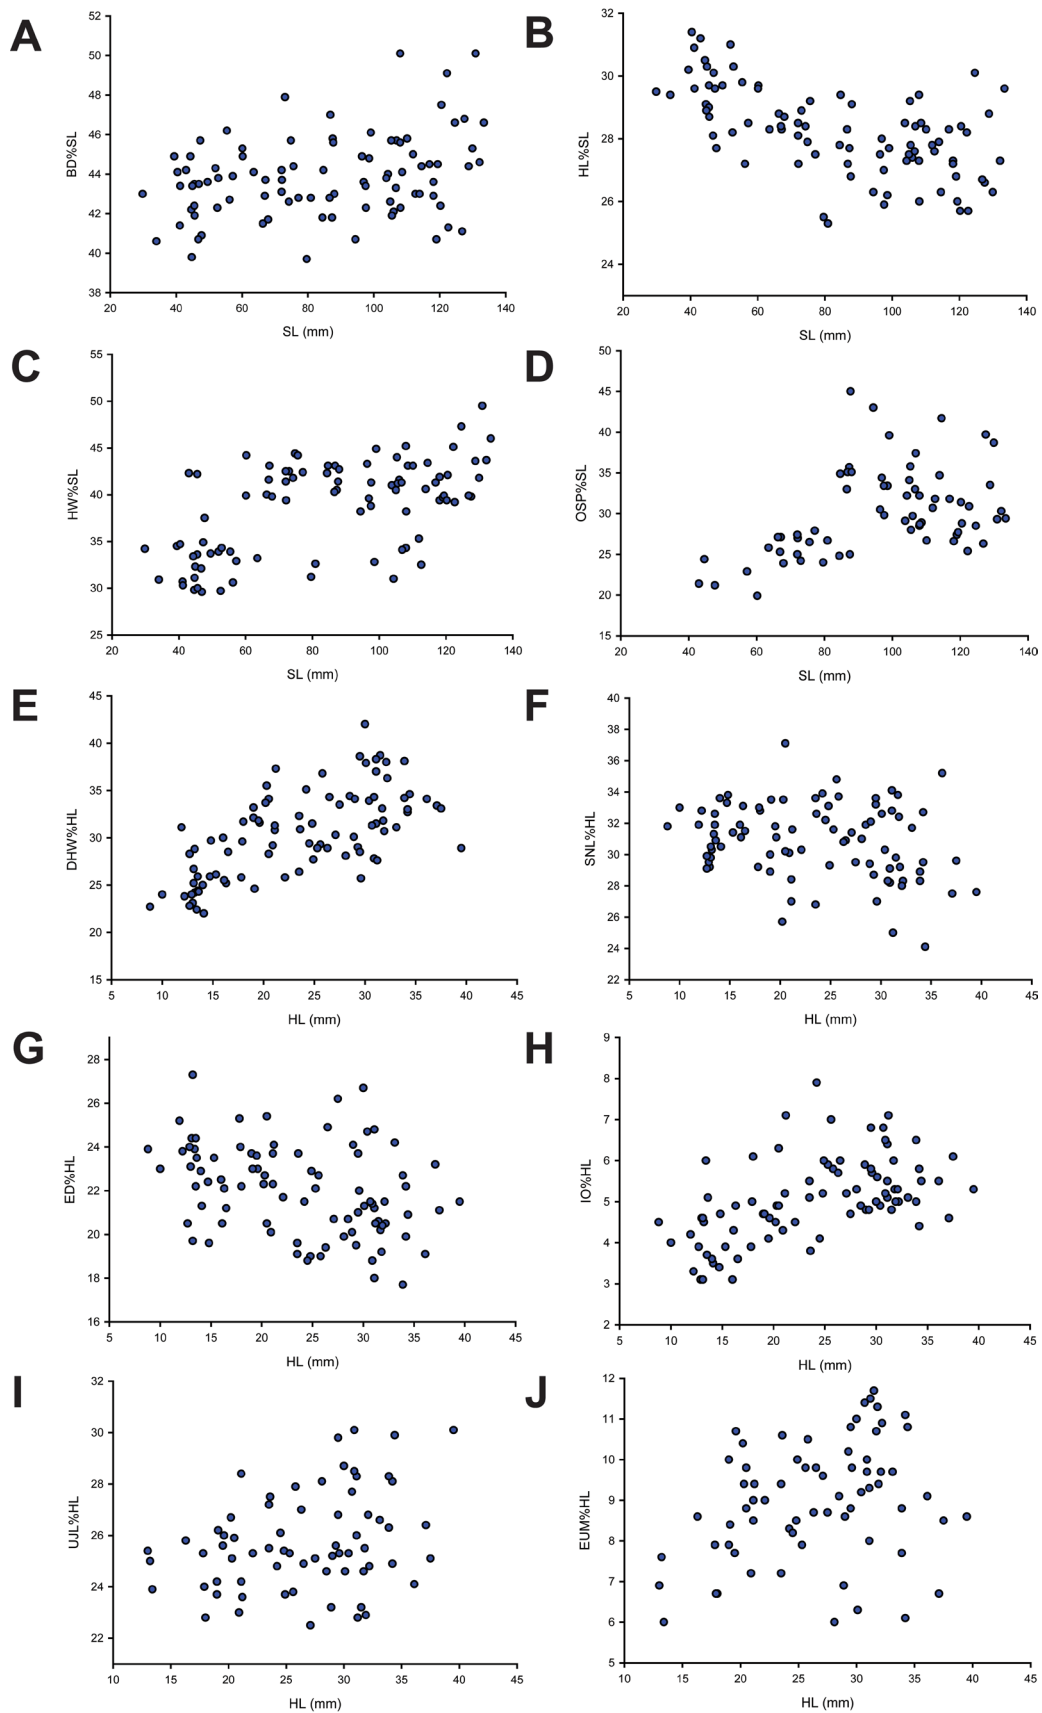 A
52
50
48
46
44
42
40
38
BD%SL
20 40 60 80 100 120 140
SL (mm)
B
32
30
28
26
24
HL%SL
20 40 60 80 100 120 140
SL (mm)
C
55
50
45
40
35
30
25
HW%SL
20 40 60 80 100 120 140
SL (mm)
D
50
45
40
35
30
25
20
15
OSP%SL
20 40 60 80 100 120 140
SL (mm)
E
45
40
35
30
25
20
15
DHW%HL
5 10 15 20 25 30 35 40 45
HL (mm)
F
40
38
36
34
32
30
28
26
24
22
SNL%HL
5 10 15 20 25 30 35 40 45
HL (mm)
G
28
26
24
22
20
18
16
ED%HL
5 10 15 20 25 30 35 40 45
HL (mm)
H
9
8
7
6
5
4
3
2
IO%HL
5 10 15 20 25 30 35 40 45
HL (mm)
I
32
30
28
26
24
22
UJL%HL
10 15 20 25 30 35 40 45
HL (mm)
J
12
11
10
9
8
7
6
5
EUM%HL
10 15 20 25 30 35 40 45
HL (mm)